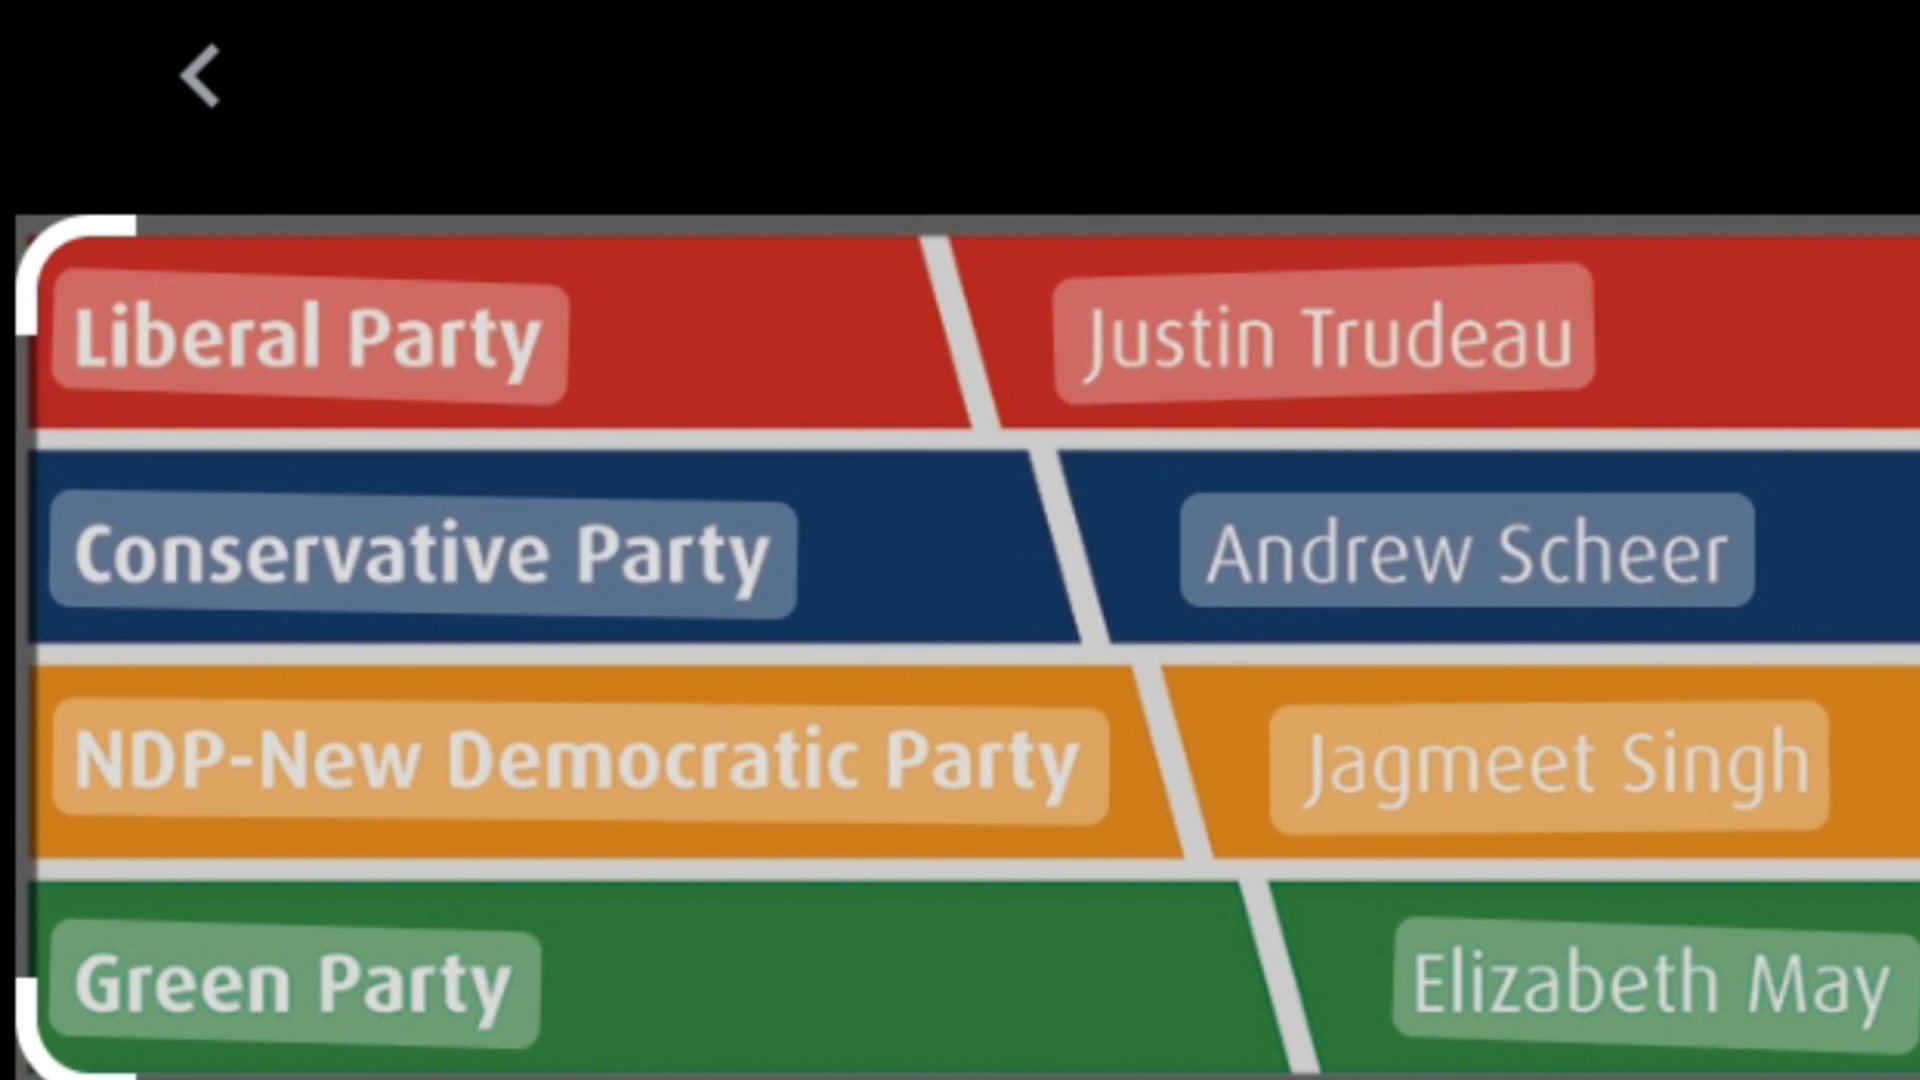 Liberal Party Justin Trudeau
Conservative Party Andrew Scheer
NDP-New Democratic Party Jagmeet Singh
Green Party Elizabeth May